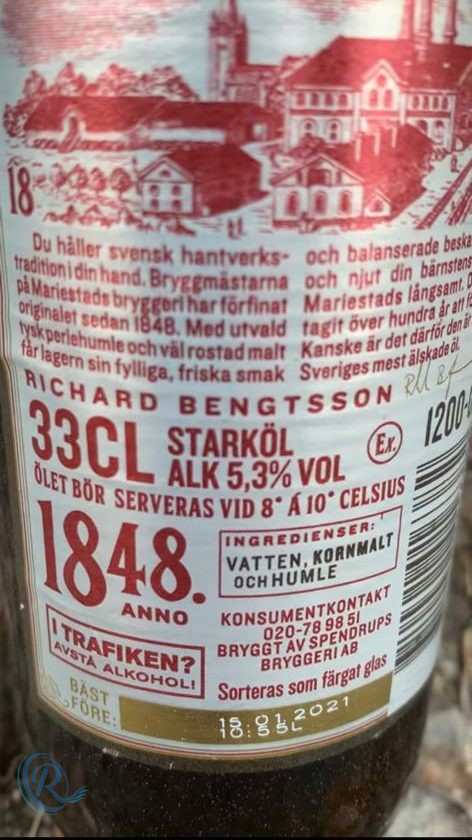 18
Du håller svensk hantverks-
tradition i din hand. Bryggmästarna
på Mariestads bryggeri har förfinat
originalet sedan 1848. Med utvald
tysk perlehumle och väl rostad malt
får lagern sin fylliga, friska smak
och balanserade beska
och njut din bärnstens
Mariestads långsamt. D
tagit över hundra år att
Kanske är det därför den är
Sveriges mest älskade öl.
RICHARD BENGTSSON
33CL STARKÖL
ALK 5,3% VOL
Ex.
1200-
ÖLET BÖR SERVERAS VID 8° Á 10° CELSIUS
1848.
ANNO
INGREDIENSER:
VATTEN, KORNMALT
OCH HUMLE
I TRAFIKEN?
AVSTÅ ALKOHOL!
KONSUMENTKONTAKT
020-78 98 51
BRYGGT AV SPENDRUPS
BRYGGERI AB
Sorteras som färgat glas
BÄST
FÖRE:
15.01.2021
10:55L
R